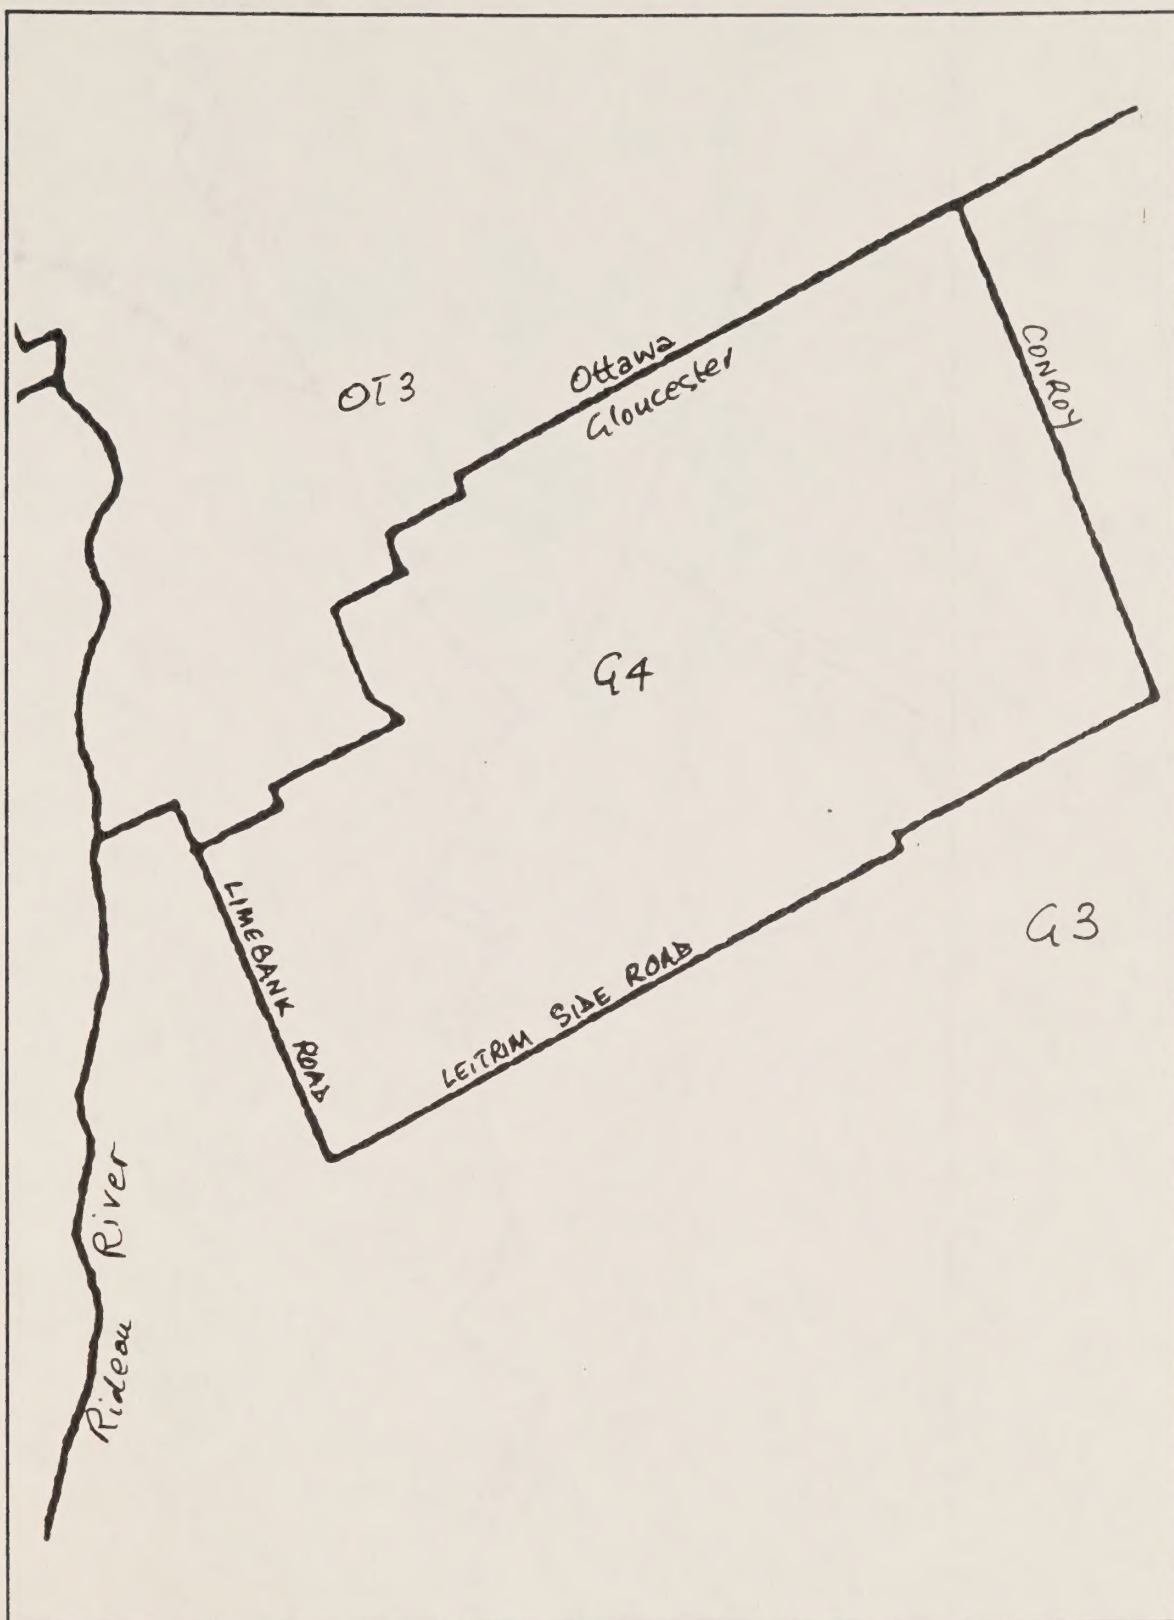 OT3
Ottawa
Gloucester
CONROY
G4
G3
LIMEBANK ROAD
LEITRIM SIDE ROAD
Rideau River